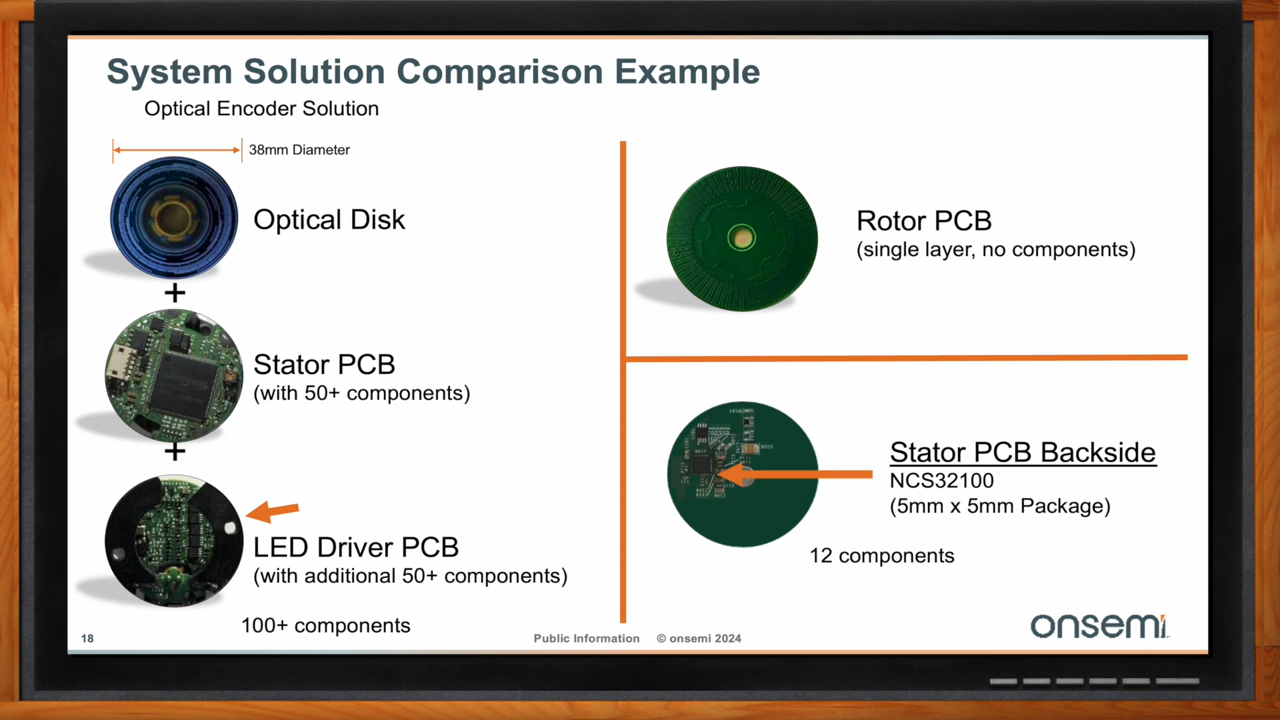 System Solution Comparison Example
Optical Encoder Solution
38mm Diameter
Optical Disk
+
Stator PCB
(with 50+ components)
+
LED Driver PCB
(with additional 50+ components)
100+ components
Rotor PCB
(single layer, no components)
Stator PCB Backside
NCS32100
(5mm x 5mm Package)
12 components
18
Public Information © onsemi 2024
onsemi